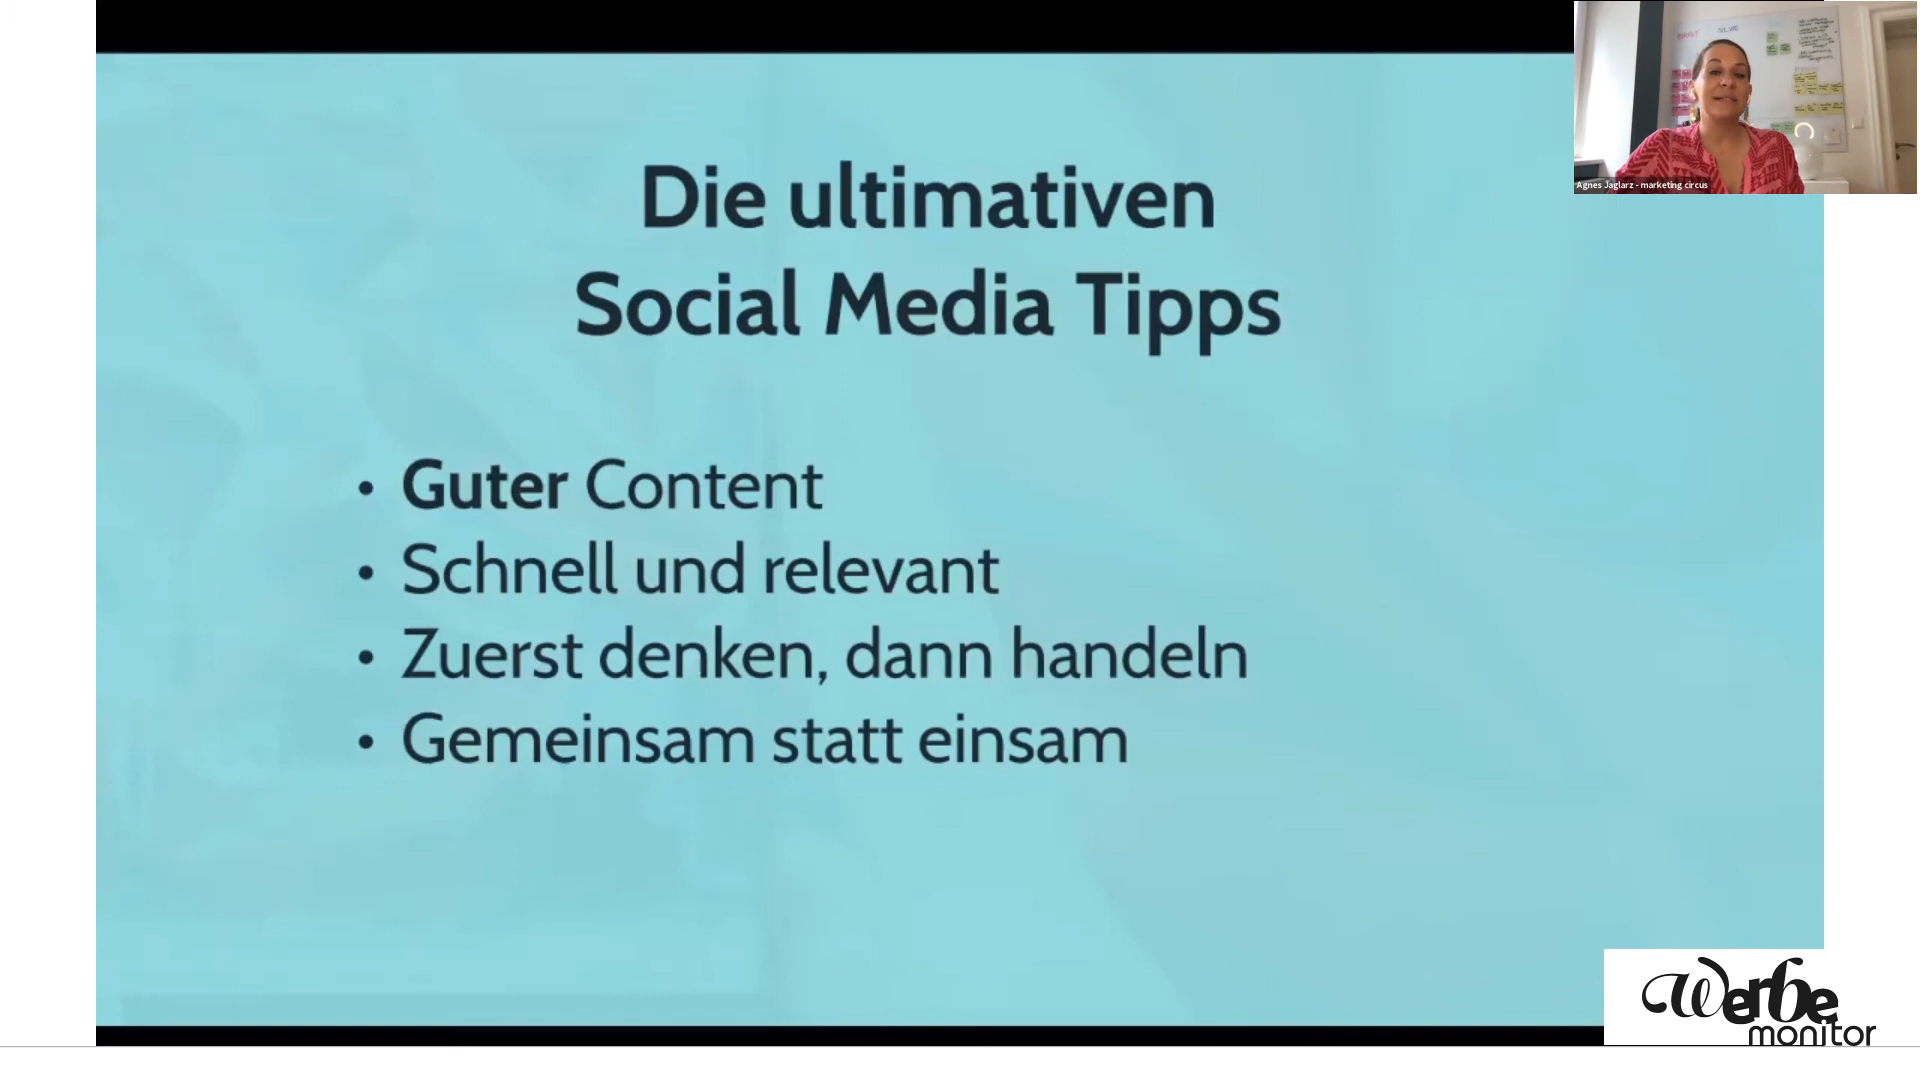 Die ultimativen
Social Media Tipps
• Guter Content
• Schnell und relevant
• Zuerst denken, dann handeln
• Gemeinsam statt einsam
Agnes Jaglarz - marketing circus
Werbe
monitor